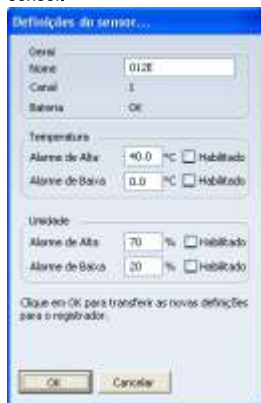 Definições do sensor...
Geral
Nome 012E
Canal 1
Bateria OK
Temperatura
Alarme de Alta 40.0 °C Habilitado
Alarme de Baixa 0.0 °C Habilitado
Umidade
Alarme de Alta 70 % Habilitado
Alarme de Baixa 20 % Habilitado
Clique em OK para transferir as novas definições
para o registrador.
OK Cancelar